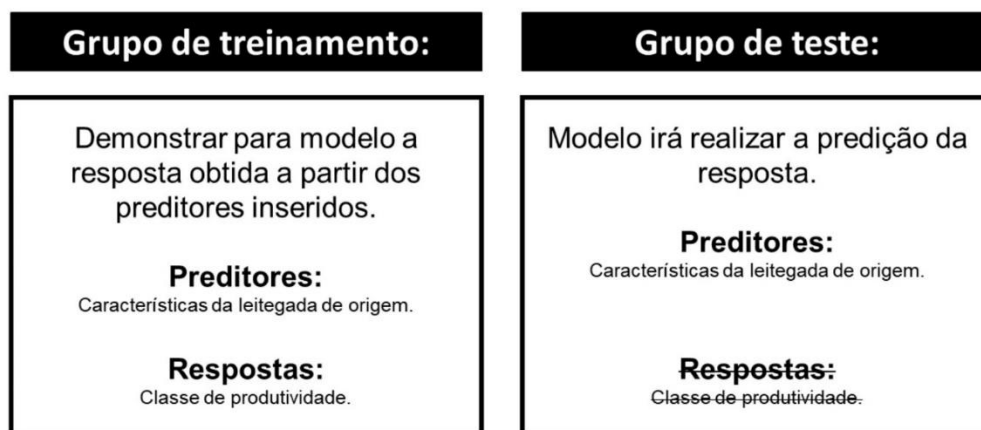 Grupo de treinamento:
Demonstrar para modelo a
resposta obtida a partir dos
preditores inseridos.
Preditores:
Características da leitegada de origem.
Respostas:
Classe de produtividade.
Grupo de teste:
Modelo irá realizar a predição da
resposta.
Preditores:
Características da leitegada de origem.
Respostas:
Classe de produtividade.